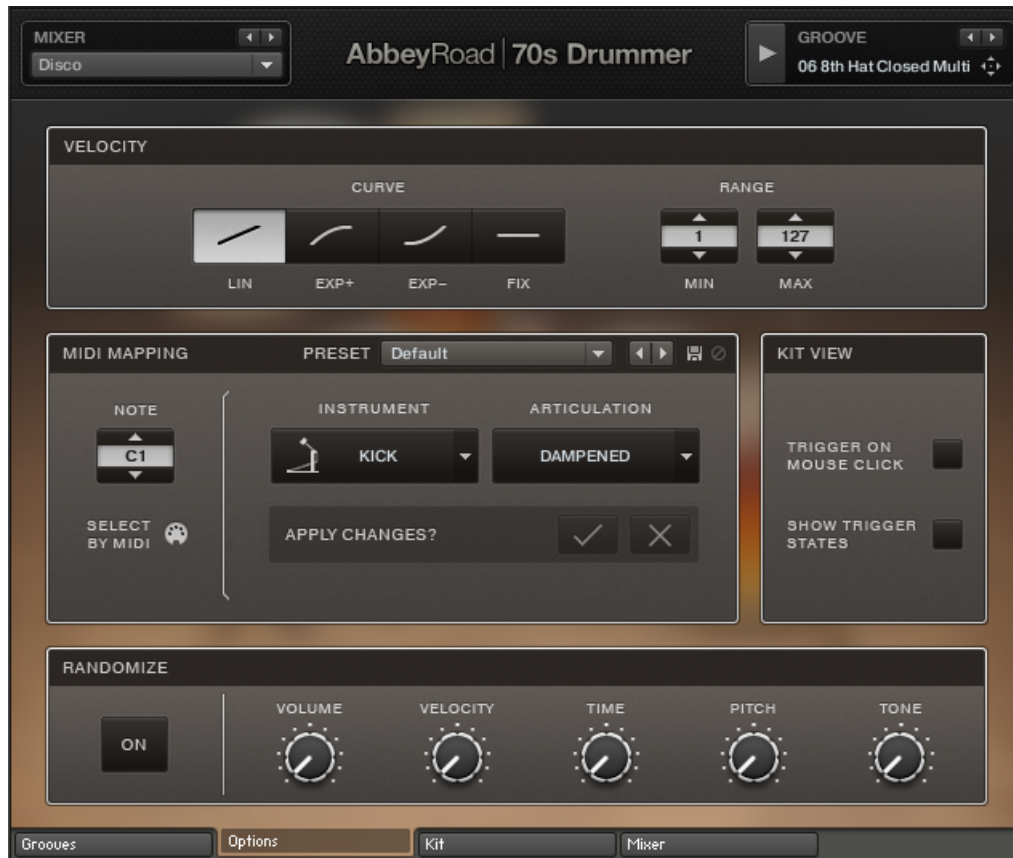 MIXER
Disco
AbbeyRoad | 70s Drummer
GROOVE
06 8th Hat Closed Multi
VELOCITY
CURVE
RANGE
1
127
LIN
EXP+
EXP–
FIX
MIN
MAX
MIDI MAPPING
PRESET
Default
KIT VIEW
NOTE
INSTRUMENT
ARTICULATION
C1
KICK
DAMPENED
TRIGGER ON
MOUSE CLICK
SELECT
BY MIDI
APPLY CHANGES?
SHOW TRIGGER
STATES
RANDOMIZE
ON
VOLUME
VELOCITY
TIME
PITCH
TONE
Grooves
Options
Kit
Mixer